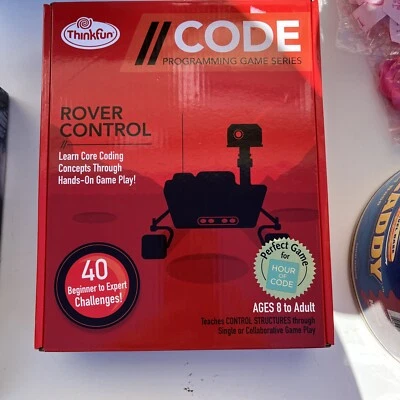 ThinkFun
//CODE
PROGRAMMING GAME SERIES
ROVER
CONTROL
//
Learn Core Coding
Concepts Through
Hands-On Game Play!
40
Beginner to Expert
Challenges!
Perfect Game
for
HOUR
OF
CODE
AGES 8 to Adult
Teaches CONTROL STRUCTURES through
Single or Collaborative Game Play
ADDY